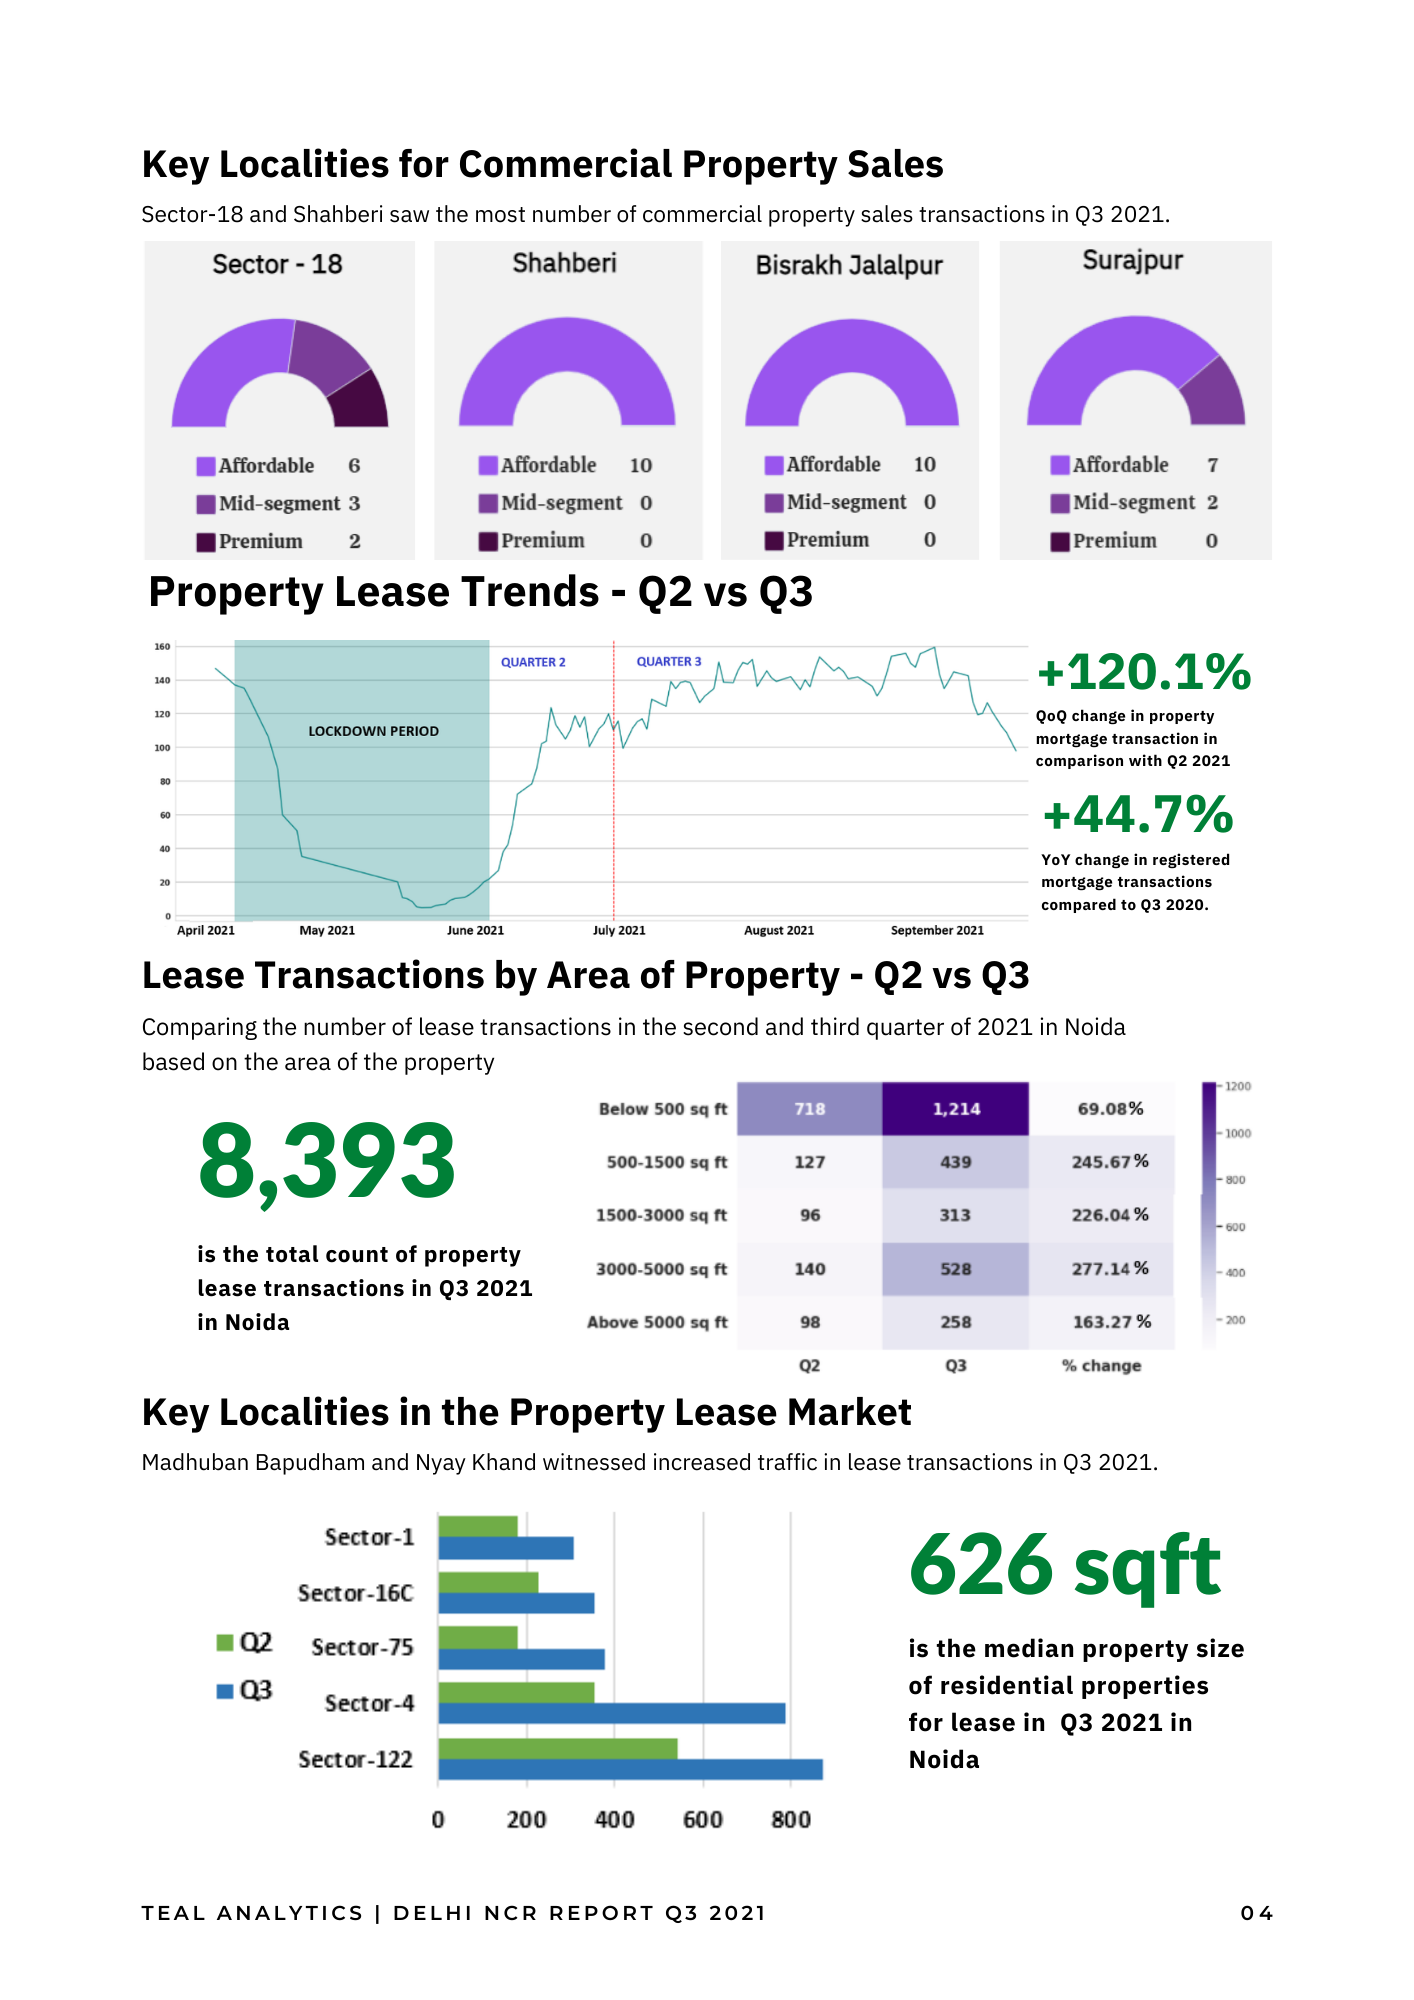 Key Localities for Commercial Property Sales
Sector-18 and Shahberi saw the most number of commercial property sales transactions in Q3 2021.
Sector - 18
Affordable 6
Mid-segment 3
Premium 2
Shahberi
Affordable 10
Mid-segment 0
Premium 0
Bisrakh Jalalpur
Affordable 10
Mid-segment 0
Premium 0
Surajpur
Affordable 7
Mid-segment 2
Premium 0
Property Lease Trends - Q2 vs Q3
160
140
120
100
80
60
40
20
0
LOCKDOWN PERIOD
QUARTER 2
QUARTER 3
April 2021 May 2021 June 2021 July 2021 August 2021 September 2021
+120.1%
QoQ change in property
mortgage transaction in
comparison with Q2 2021
+44.7%
YoY change in registered
mortgage transactions
compared to Q3 2020.
Lease Transactions by Area of Property - Q2 vs Q3
Comparing the number of lease transactions in the second and third quarter of 2021 in Noida
based on the area of the property
8,393
is the total count of property
lease transactions in Q3 2021
in Noida
Below 500 sq ft 718 1,214 69.08%
500-1500 sq ft 127 439 245.67%
1500-3000 sq ft 96 313 226.04%
3000-5000 sq ft 140 528 277.14%
Above 5000 sq ft 98 258 163.27%
Q2 Q3 % change
1200
1000
800
600
400
200
Key Localities in the Property Lease Market
Madhuban Bapudham and Nyay Khand witnessed increased traffic in lease transactions in Q3 2021.
Q2
Q3
Sector-1
Sector-16C
Sector-75
Sector-4
Sector-122
0 200 400 600 800
626 sqft
is the median property size
of residential properties
for lease in Q3 2021 in
Noida
TEAL ANALYTICS | DELHI NCR REPORT Q3 2021
04